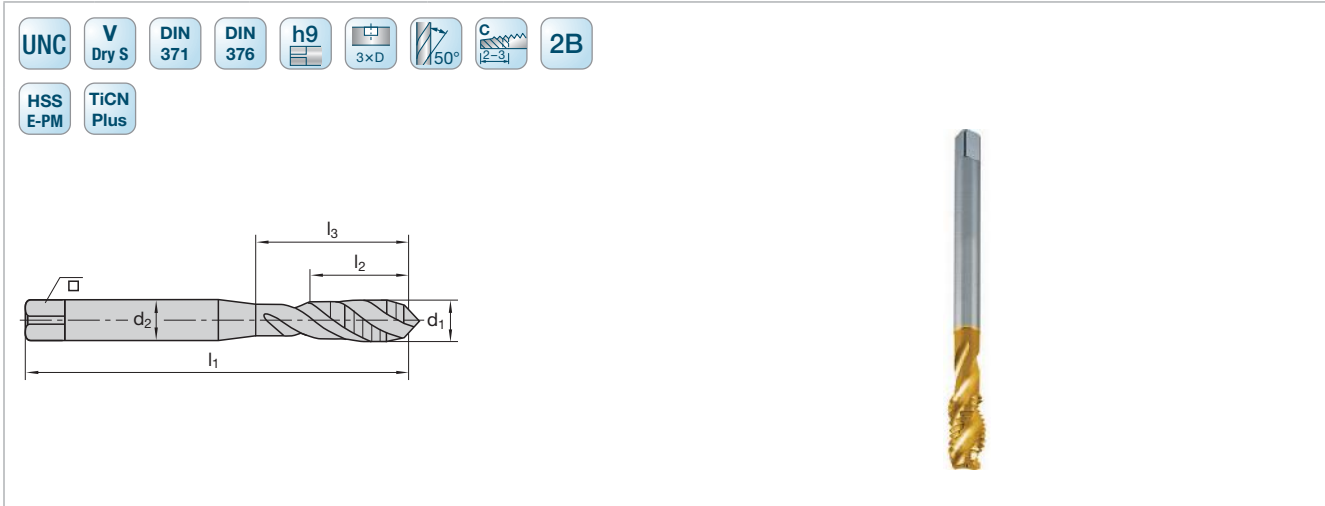 UNC
V
Dry S
DIN
371
DIN
376
h9
3×D
50°
C
2–3
2B
HSS
E-PM
TiCN
Plus
l3
l2
d2
d1
l1